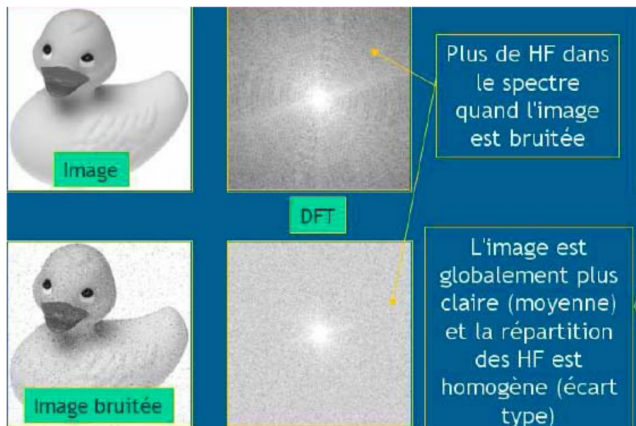 Image
Plus de HF dans
le spectre
quand l'image
est bruitée
DFT
Image bruitée
L'image est
globalement plus
claire (moyenne)
et la répartition
des HF est
homogène (écart
type)